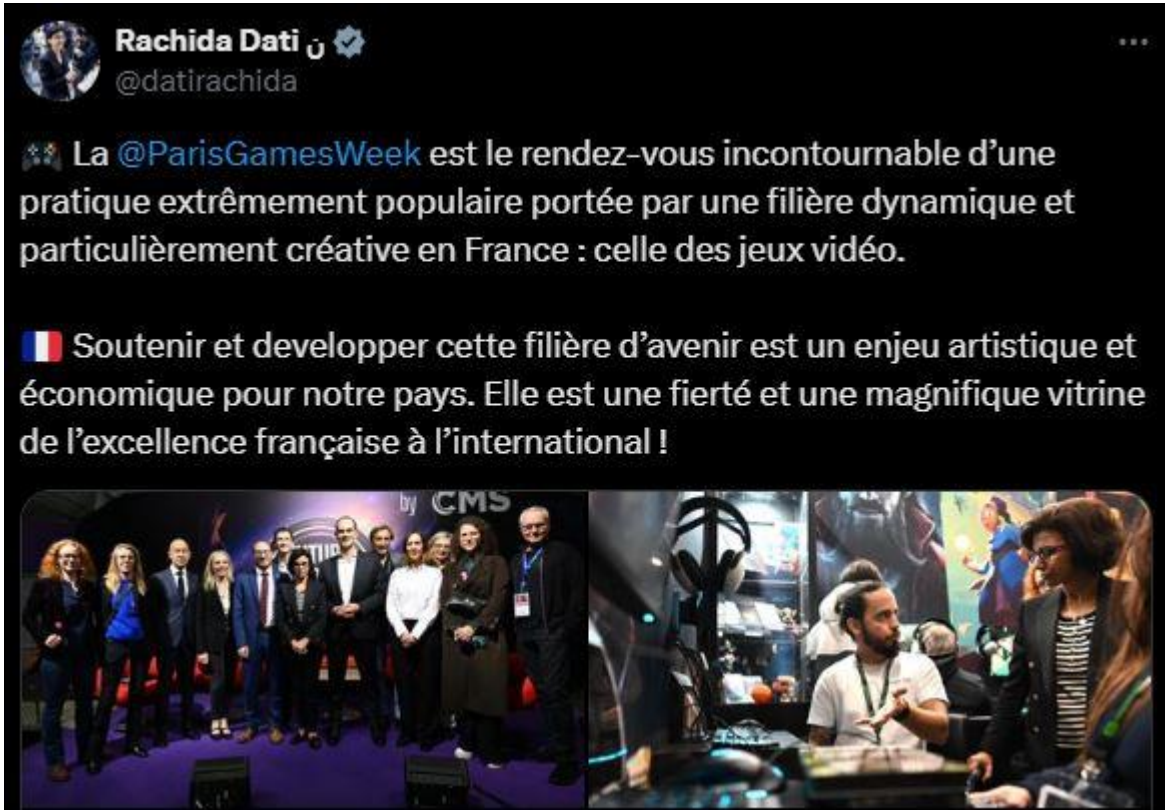 Rachida Dati ن
@datirachida
🎮 La @ParisGamesWeek est le rendez-vous incontournable d’une
pratique extrêmement populaire portée par une filière dynamique et
particulièrement créative en France : celle des jeux vidéo.
🇫🇷 Soutenir et developper cette filière d’avenir est un enjeu artistique et
économique pour notre pays. Elle est une fierté et une magnifique vitrine
de l’excellence française à l’international !
by CMS